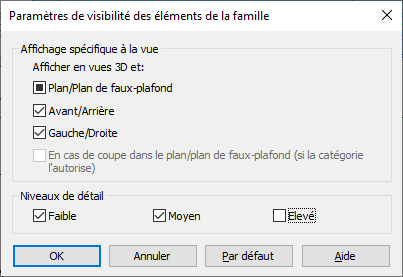 Paramètres de visibilité des éléments de la famille
Affichage spécifique à la vue
Afficher en vues 3D et:
Plan/Plan de faux-plafond
Avant/Arrière
Gauche/Droite
En cas de coupe dans le plan/plan de faux-plafond (si la catégorie
l'autorise)
Niveaux de détail
Faible
Moyen
Elevé
OK
Annuler
Par défaut
Aide